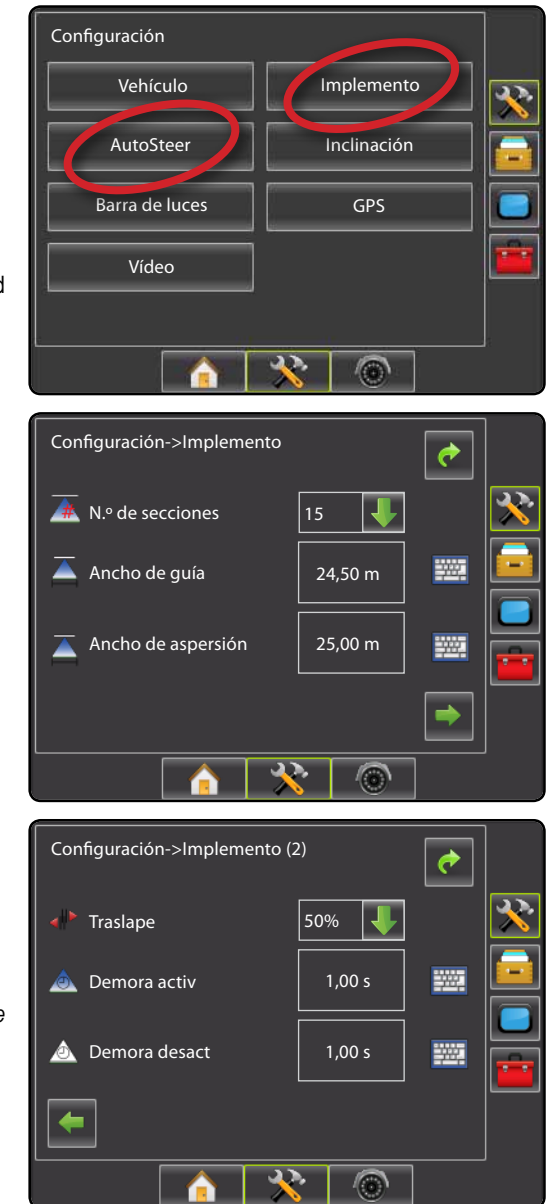 Configuración
Vehículo Implemento
AutoSteer Inclinación
Barra de luces GPS
Vídeo
d
Configuración->Implemento
#
N.º de secciones 15
Ancho de guía 24,50 m
Ancho de aspersión 25,00 m
Configuración->Implemento (2)
Traslape 50%
Demora activ 1,00 s
e
Demora desact 1,00 s